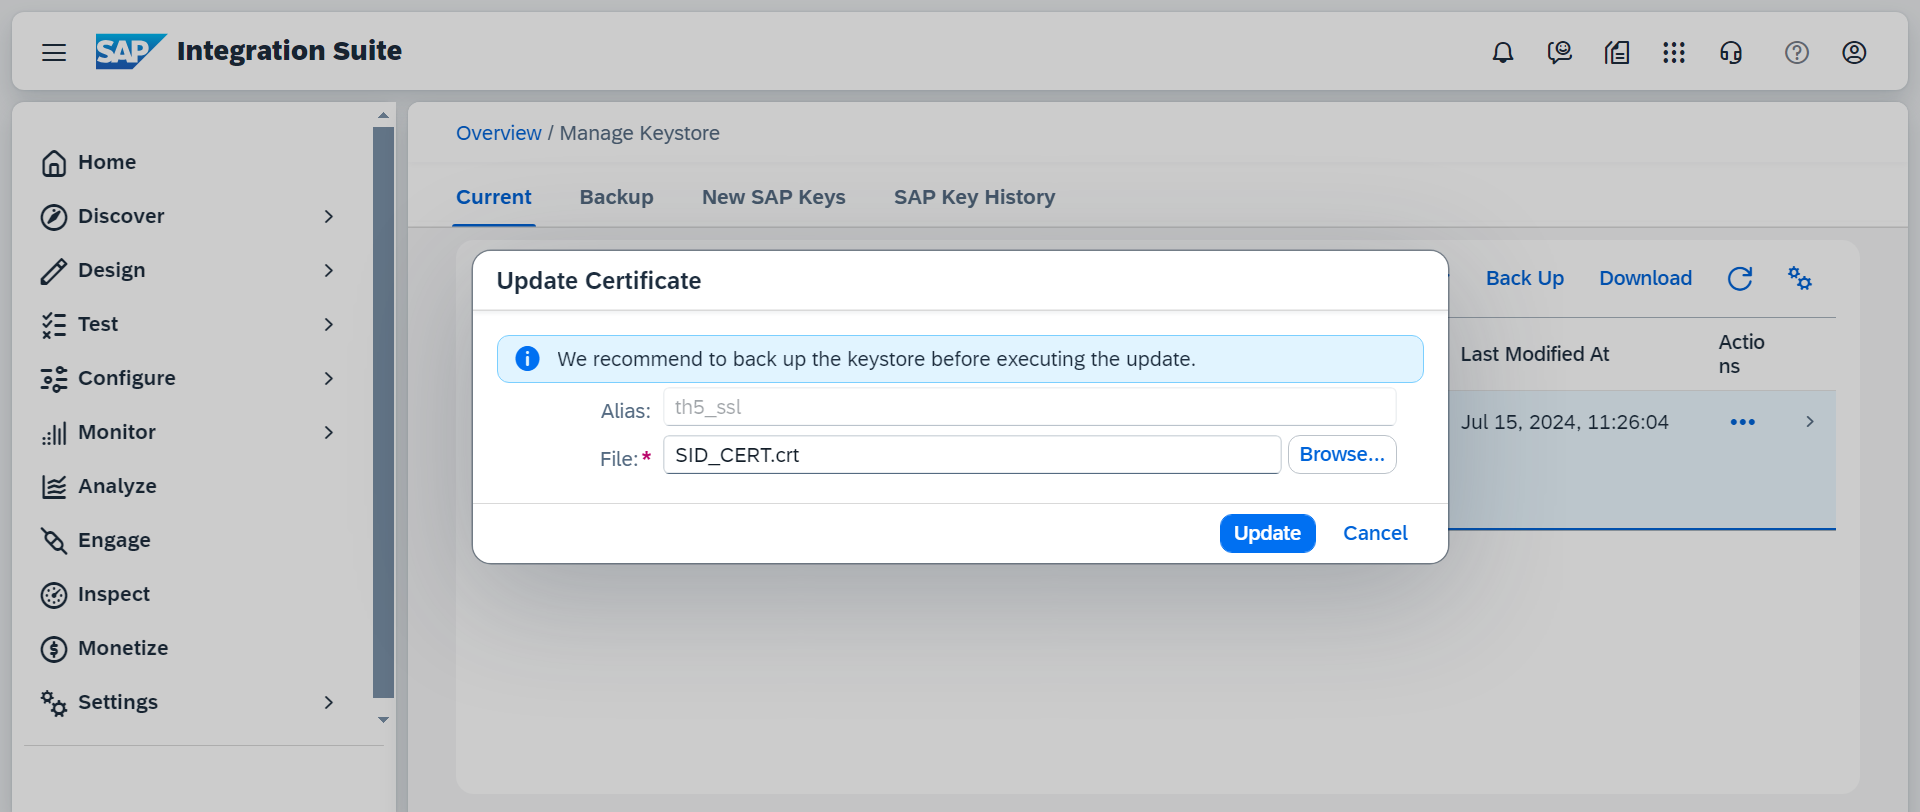 SAP Integration Suite
Home
Discover
Design
Test
Configure
Monitor
Analyze
Engage
Inspect
Monetize
Settings
Overview / Manage Keystore
Current Backup New SAP Keys SAP Key History
Back Up Download
Last Modified At Actio
ns
Jul 15, 2024, 11:26:04
Update Certificate
We recommend to back up the keystore before executing the update.
Alias: th5_ssl
File:* SID_CERT.crt Browse...
Update Cancel